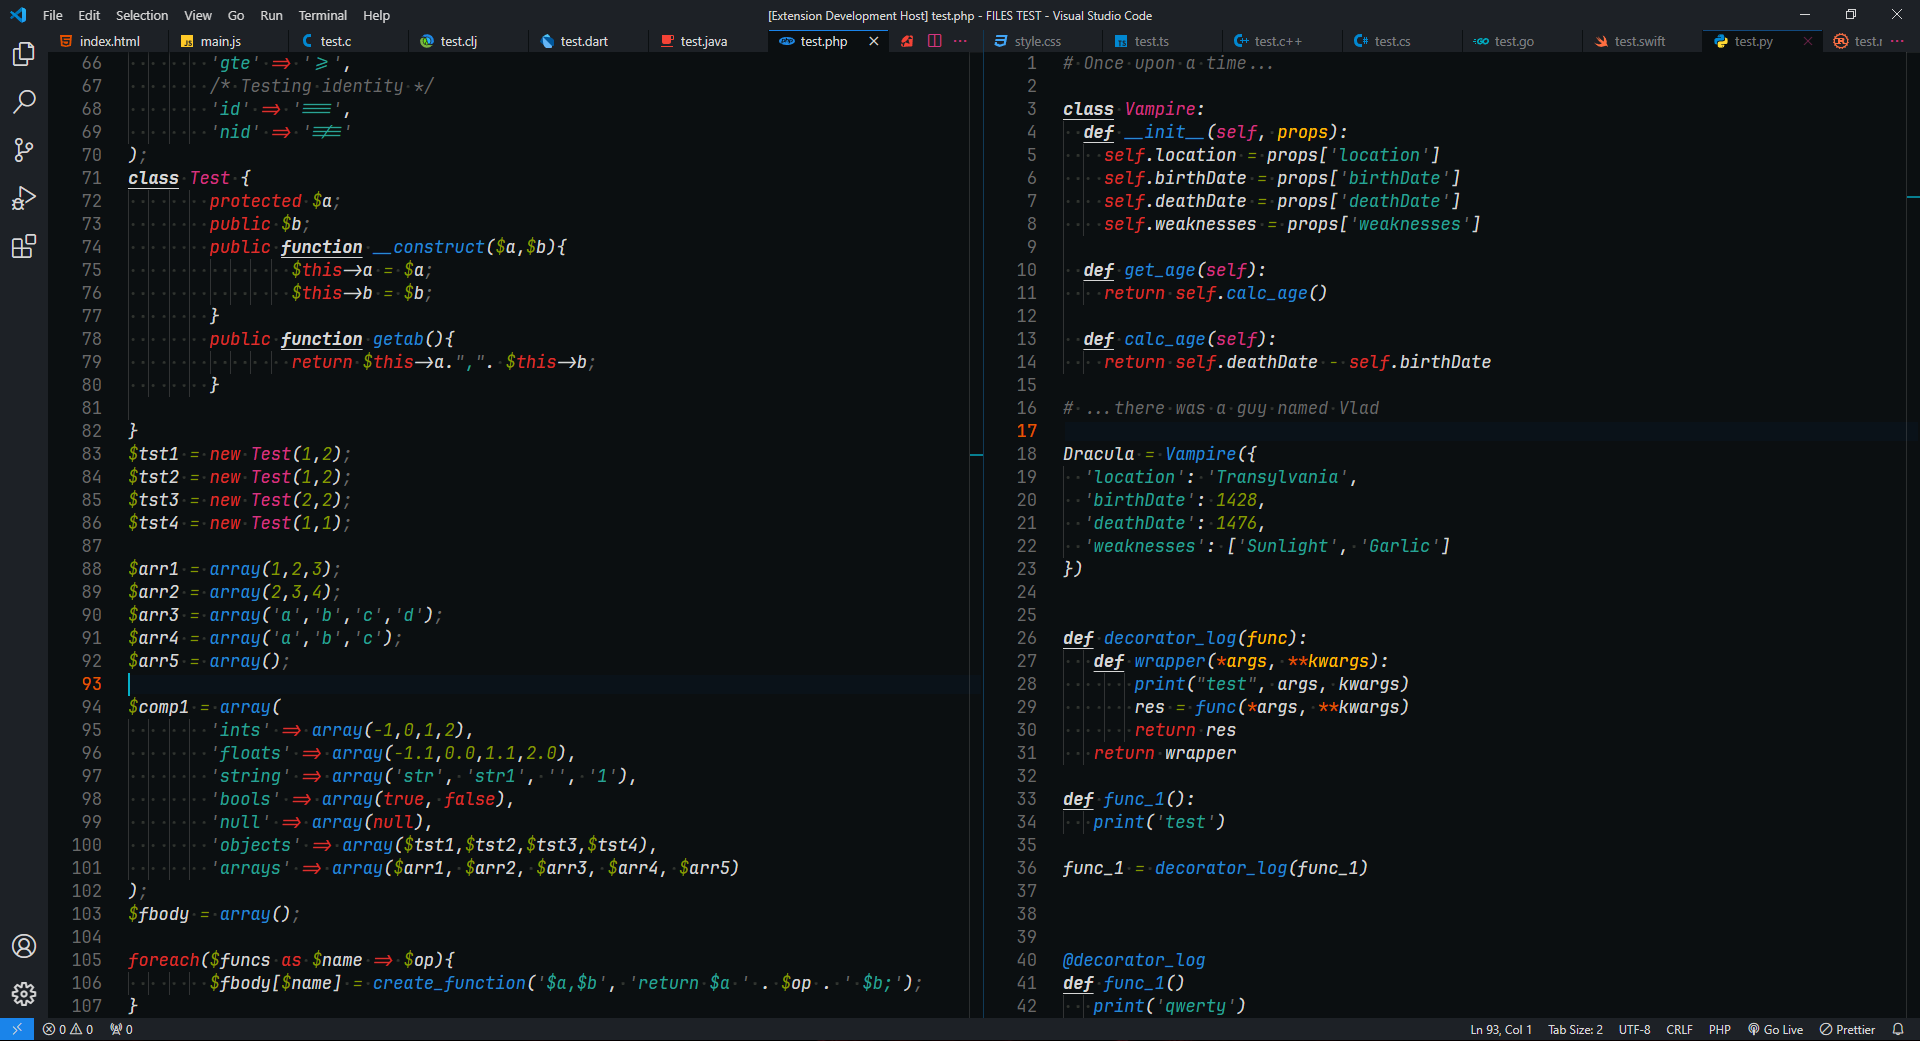 File Edit Selection View Go Run Terminal Help
[Extension Development Host] test.php - FILES TEST - Visual Studio Code
index.html main.js test.c test.clj test.dart test.java test.php
66 'gte' => '>=',
67 /* Testing identity */
68 'id' => '===',
69 'nid' => '!=='
70 );
71 class Test {
72 protected $a;
73 public $b;
74 public function __construct($a,$b){
75 $this->a = $a;
76 $this->b = $b;
77 }
78 public function getab(){
79 return $this->a.",". $this->b;
80 }
81
82 }
83 $tst1 = new Test(1,2);
84 $tst2 = new Test(1,2);
85 $tst3 = new Test(2,2);
86 $tst4 = new Test(1,1);
87
88 $arr1 = array(1,2,3);
89 $arr2 = array(2,3,4);
90 $arr3 = array('a','b','c','d');
91 $arr4 = array('a','b','c');
92 $arr5 = array();
93
94 $comp1 = array(
95 'ints' => array(-1,0,1,2),
96 'floats' => array(-1.1,0.0,1.1,2.0),
97 'string' => array('str', 'str1', '', '1'),
98 'bools' => array(true, false),
99 'null' => array(null),
100 'objects' => array($tst1,$tst2,$tst3,$tst4),
101 'arrays' => array($arr1, $arr2, $arr3, $arr4, $arr5)
102 );
103 $fbody = array();
104
105 foreach($funcs as $name => $op){
106 $fbody[$name] = create_function('$a,$b', 'return $a ' . $op . ' $b;');
107 }
style.css test.ts test.c++ test.cs test.go test.swift test.py test.r
1 # Once upon a time...
2
3 class Vampire:
4 def __init__(self, props):
5 self.location = props['location']
6 self.birthDate = props['birthDate']
7 self.deathDate = props['deathDate']
8 self.weaknesses = props['weaknesses']
9
10 def get_age(self):
11 return self.calc_age()
12
13 def calc_age(self):
14 return self.deathDate - self.birthDate
15
16 # ...there was a guy named Vlad
17
18 Dracula = Vampire({
19 'location': 'Transylvania',
20 'birthDate': 1428,
21 'deathDate': 1476,
22 'weaknesses': ['Sunlight', 'Garlic']
23 })
24
25
26 def decorator_log(func):
27 def wrapper(*args, **kwargs):
28 print("test", args, kwargs)
29 res = func(*args, **kwargs)
30 return res
31 return wrapper
32
33 def func_1():
34 print('test')
35
36 func_1 = decorator_log(func_1)
37
38
39
40 @decorator_log
41 def func_1()
42 print('qwerty')
0 0 0
Ln 93, Col 1 Tab Size: 2 UTF-8 CRLF PHP Go Live Prettier